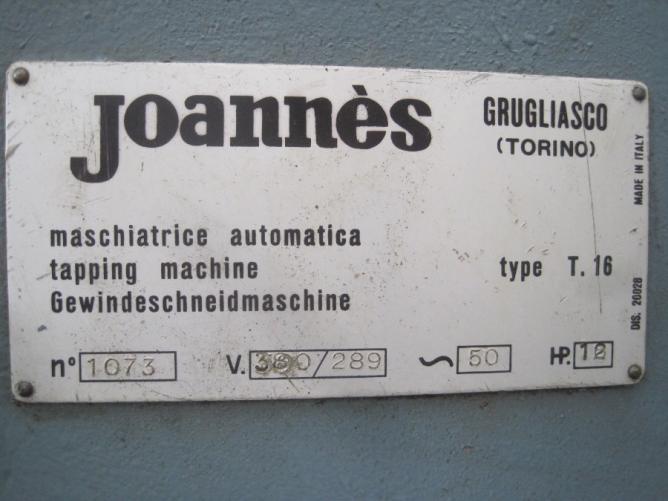 Joannès
GRUGLIASCO
(TORINO)
maschiatrice automatica
tapping machine
type T.16
Gewindeschneidmaschine
n° 1073 V. 380/289 ~ 50 HP. 12
MADE IN ITALY
DIS. 20028